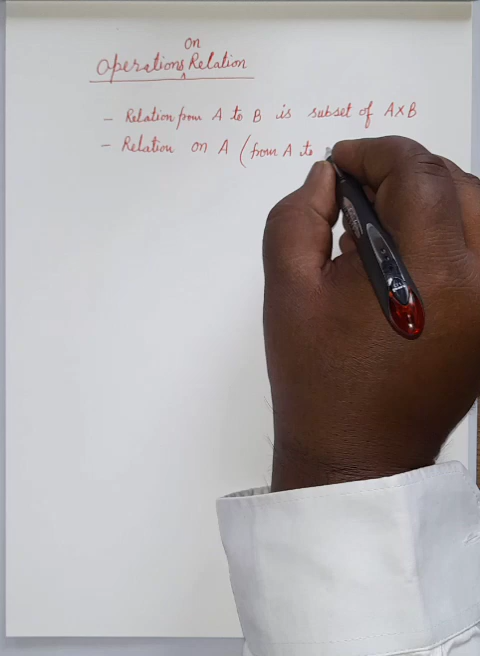 Operations on Relation
- Relation from A to B is subset of A×B
- Relation on A (from A to